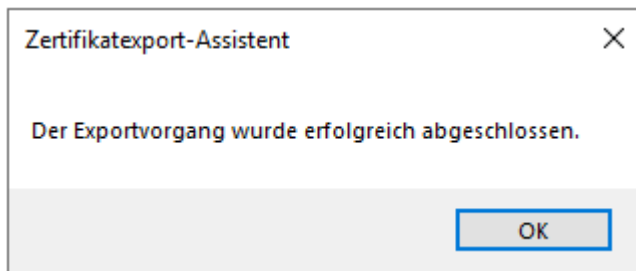 Zertifikatexport-Assistent
Der Exportvorgang wurde erfolgreich abgeschlossen.
OK